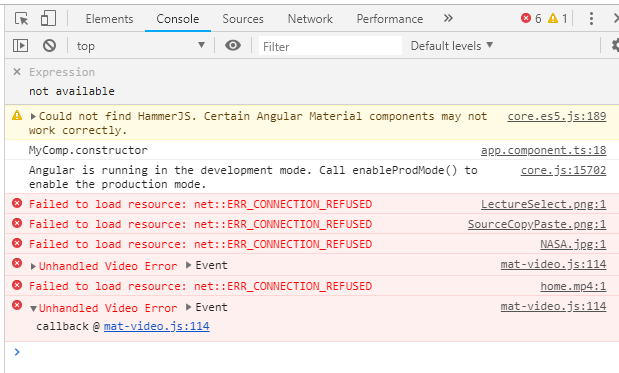 Elements Console Sources Network Performance » 6 1
top Filter Default levels
Expression
not available
Could not find HammerJS. Certain Angular Material components may not core.es5.js:189
work correctly.
MyComp.constructor app.component.ts:18
Angular is running in the development mode. Call enableProdMode() to core.js:15702
enable the production mode.
Failed to load resource: net::ERR_CONNECTION_REFUSED LectureSelect.png:1
Failed to load resource: net::ERR_CONNECTION_REFUSED SourceCopyPaste.png:1
Failed to load resource: net::ERR_CONNECTION_REFUSED NASA.jpg:1
Unhandled Video Error Event mat-video.js:114
Failed to load resource: net::ERR_CONNECTION_REFUSED home.mp4:1
Unhandled Video Error Event mat-video.js:114
callback @ mat-video.js:114